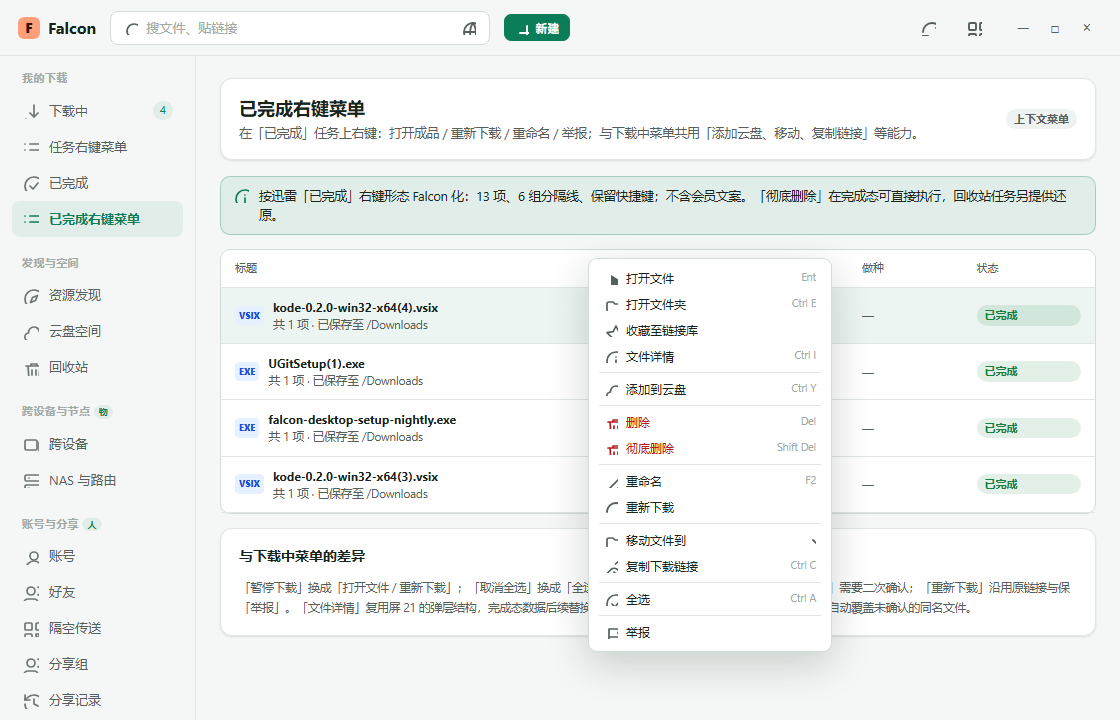 F Falcon
搜文件、贴链接
新建
我的下载
下载中 4
任务右键菜单
已完成
已完成右键菜单
发现与空间
资源发现
云盘空间
回收站
跨设备与节点 物
跨设备
NAS 与路由
账号与分享 人
账号
好友
隔空传送
分享组
分享记录
已完成右键菜单
在「已完成」任务上右键：打开成品 / 重新下载 / 重命名 / 举报；与下载中菜单共用「添加云盘、移动、复制链接」等能力。
上下文菜单
按迅雷「已完成」右键形态 Falcon 化：13 项、6 组分隔线、保留快捷键；不含会员文案。「彻底删除」在完成态可直接执行，回收站任务另提供还
原。
标题 做种 状态
VSIX kode-0.2.0-win32-x64(4).vsix
共 1 项 · 已保存至 /Downloads
— 已完成
EXE UGitSetup(1).exe
共 1 项 · 已保存至 /Downloads
— 已完成
EXE falcon-desktop-setup-nightly.exe
共 1 项 · 已保存至 /Downloads
— 已完成
VSIX kode-0.2.0-win32-x64(3).vsix
共 1 项 · 已保存至 /Downloads
— 已完成
打开文件 Ent
打开文件夹 Ctrl E
收藏至链接库
文件详情 Ctrl I
添加到云盘 Ctrl Y
删除 Del
彻底删除 Shift Del
重命名 F2
重新下载
移动文件到
复制下载链接 Ctrl C
全选 Ctrl A
举报
与下载中菜单的差异
「暂停下载」换成「打开文件 / 重新下载」；「取消全选」换成「全 」需要二次确认；「重新下载」沿用原链接与保
「举报」。「文件详情」复用屏 21 的弹层结构，完成态数据后续替换 自动覆盖未确认的同名文件。